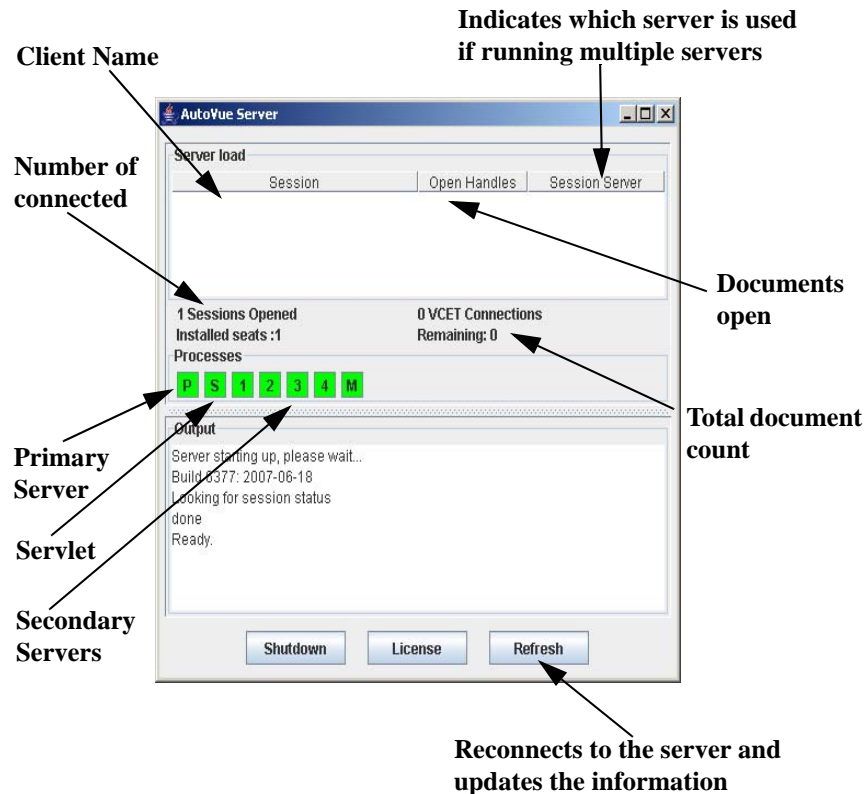 Indicates which server is used
if running multiple servers
Client Name
AutoVue Server
Server load
Number of
connected
Session
Open Handles
Session Server
Documents
open
1 Sessions Opened
0 VCET Connections
Installed seats :1
Remaining: 0
Processes
P S 1 2 3 4 M
Total document
count
Output
Primary
Server
Server starting up, please wait...
Build 6377: 2007-06-18
Looking for session status
done
Ready.
Servlet
Secondary
Servers
Shutdown
License
Refresh
Reconnects to the server and
updates the information